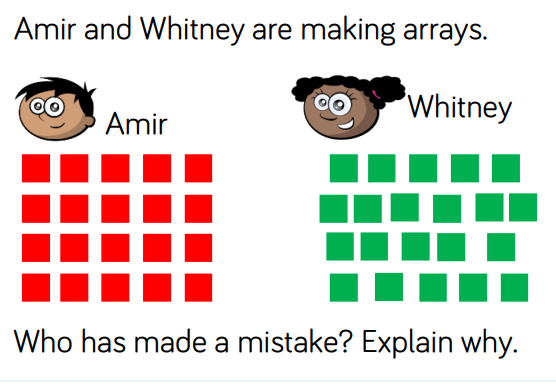 Amir and Whitney are making arrays.
Amir
Whitney
Who has made a mistake? Explain why.